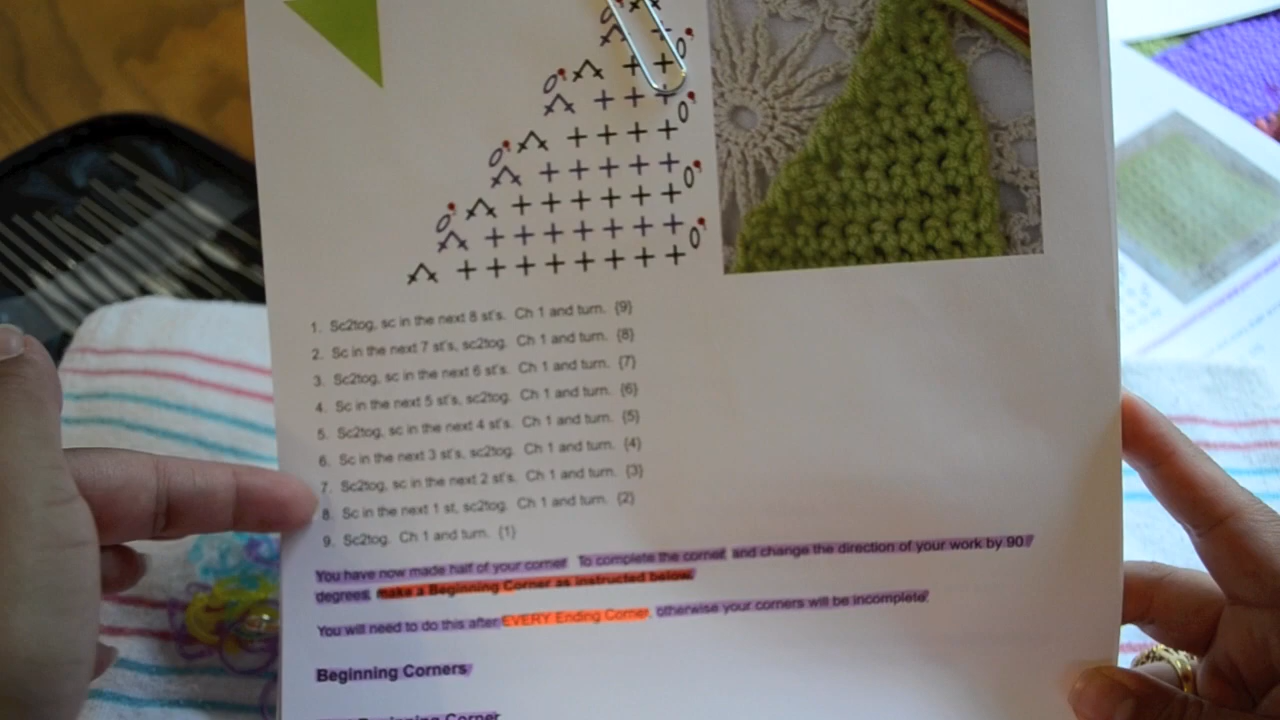 1. Sc2tog, sc in the next 8 st's. Ch 1 and turn. {9}
2. Sc in the next 7 st's, sc2tog. Ch 1 and turn. {8}
3. Sc2tog, sc in the next 6 st's. Ch 1 and turn. {7}
4. Sc in the next 5 st's, sc2tog. Ch 1 and turn. {6}
5. Sc2tog, sc in the next 4 st's. Ch 1 and turn. {5}
6. Sc in the next 3 st's, sc2tog. Ch 1 and turn. {4}
7. Sc2tog, sc in the next 2 st's. Ch 1 and turn. {3}
8. Sc in the next 1 st, sc2tog. Ch 1 and turn. {2}
9. Sc2tog. Ch 1 and turn. {1}
You have now made half of your corner. To complete the corner, and change the direction of your work by 90
degrees, make a Beginning Corner as instructed below.
You will need to do this after EVERY Ending Corner, otherwise your corners will be incomplete.
Beginning Corners
Beginning Corner